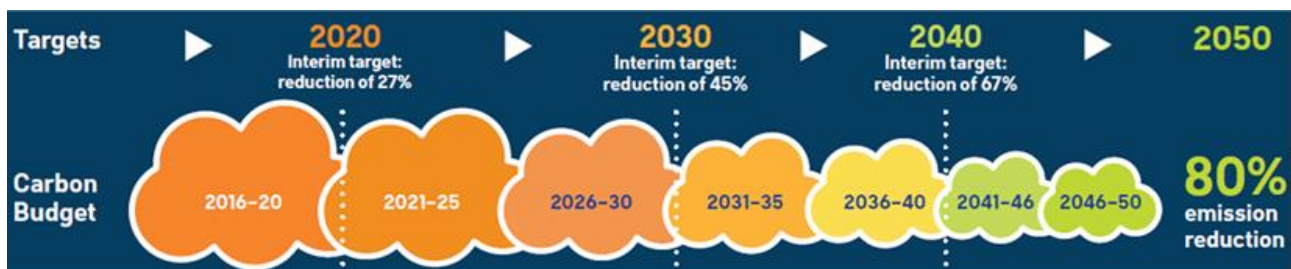 Targets
2020
Interim target:
reduction of 27%
2030
Interim target:
reduction of 45%
2040
Interim target:
reduction of 67%
2050
Carbon
Budget
2016–20
2021–25
2026–30
2031–35
2036–40
2041–46
2046–50
80%
emission
reduction